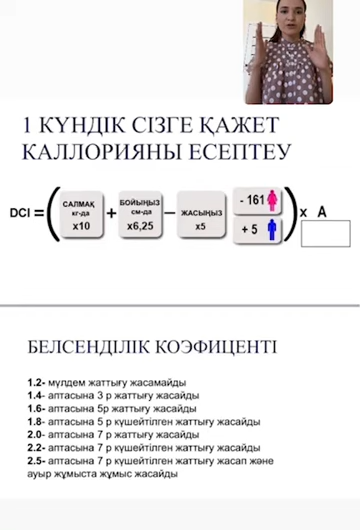 1 КҮНДІК СІЗГЕ ҚАЖЕТ
КАЛЛОРИЯНЫ ЕСЕПТЕУ
DCI = ( САЛМАҚ кг-да x10 + БОЙЫҢЫЗ см-да x6,25 – ЖАСЫҢЫЗ x5 - 161 + 5 ) x A
БЕЛСЕНДІЛІК КОЭФИЦЕНТІ
1.2- мүлдем жаттығу жасамайды
1.4- аптасына 3 р жаттығу жасайды
1.6- аптасына 5р жаттығу жасайды
1.8- аптасына 5 р күшейтілген жаттығу жасайды
2.0- аптасына 7 р жаттығу жасайды
2.2- аптасына 7 р күшейтілген жаттығу жасайды
2.5- аптасына 7 р күшейтілген жаттығу жасап және
ауыр жұмыста жұмыс жасайды